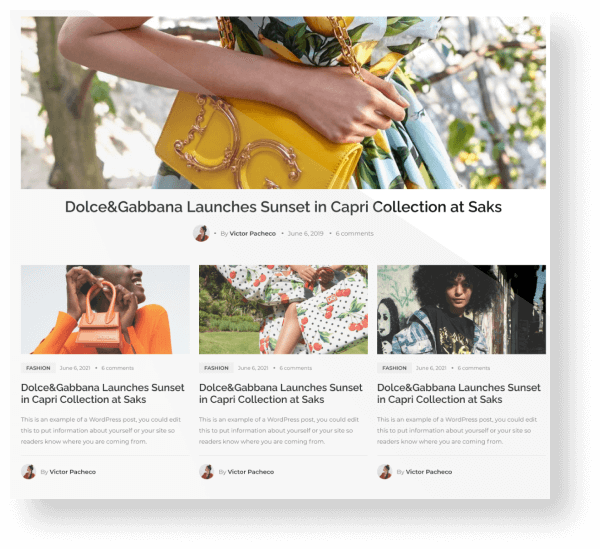 DG
Dolce&Gabbana Launches Sunset in Capri Collection at Saks
• By Victor Pacheco • June 6, 2019 • 6 comments
FASHION June 6, 2021 • 6 comments
Dolce&Gabbana Launches Sunset
in Capri Collection at Saks
This is an example of a WordPress post, you could edit
this to put information about yourself or your site so
readers know where you are coming from.
By Victor Pacheco
FASHION June 6, 2021 • 6 comments
Dolce&Gabbana Launches Sunset
in Capri Collection at Saks
This is an example of a WordPress post, you could edit
this to put information about yourself or your site so
readers know where you are coming from.
By Victor Pacheco
FASHION June 6, 2021 • 6 comments
Dolce&Gabbana Launches Sunset
in Capri Collection at Saks
This is an example of a WordPress post, you could edit
this to put information about yourself or your site so
readers know where you are coming from.
By Victor Pacheco